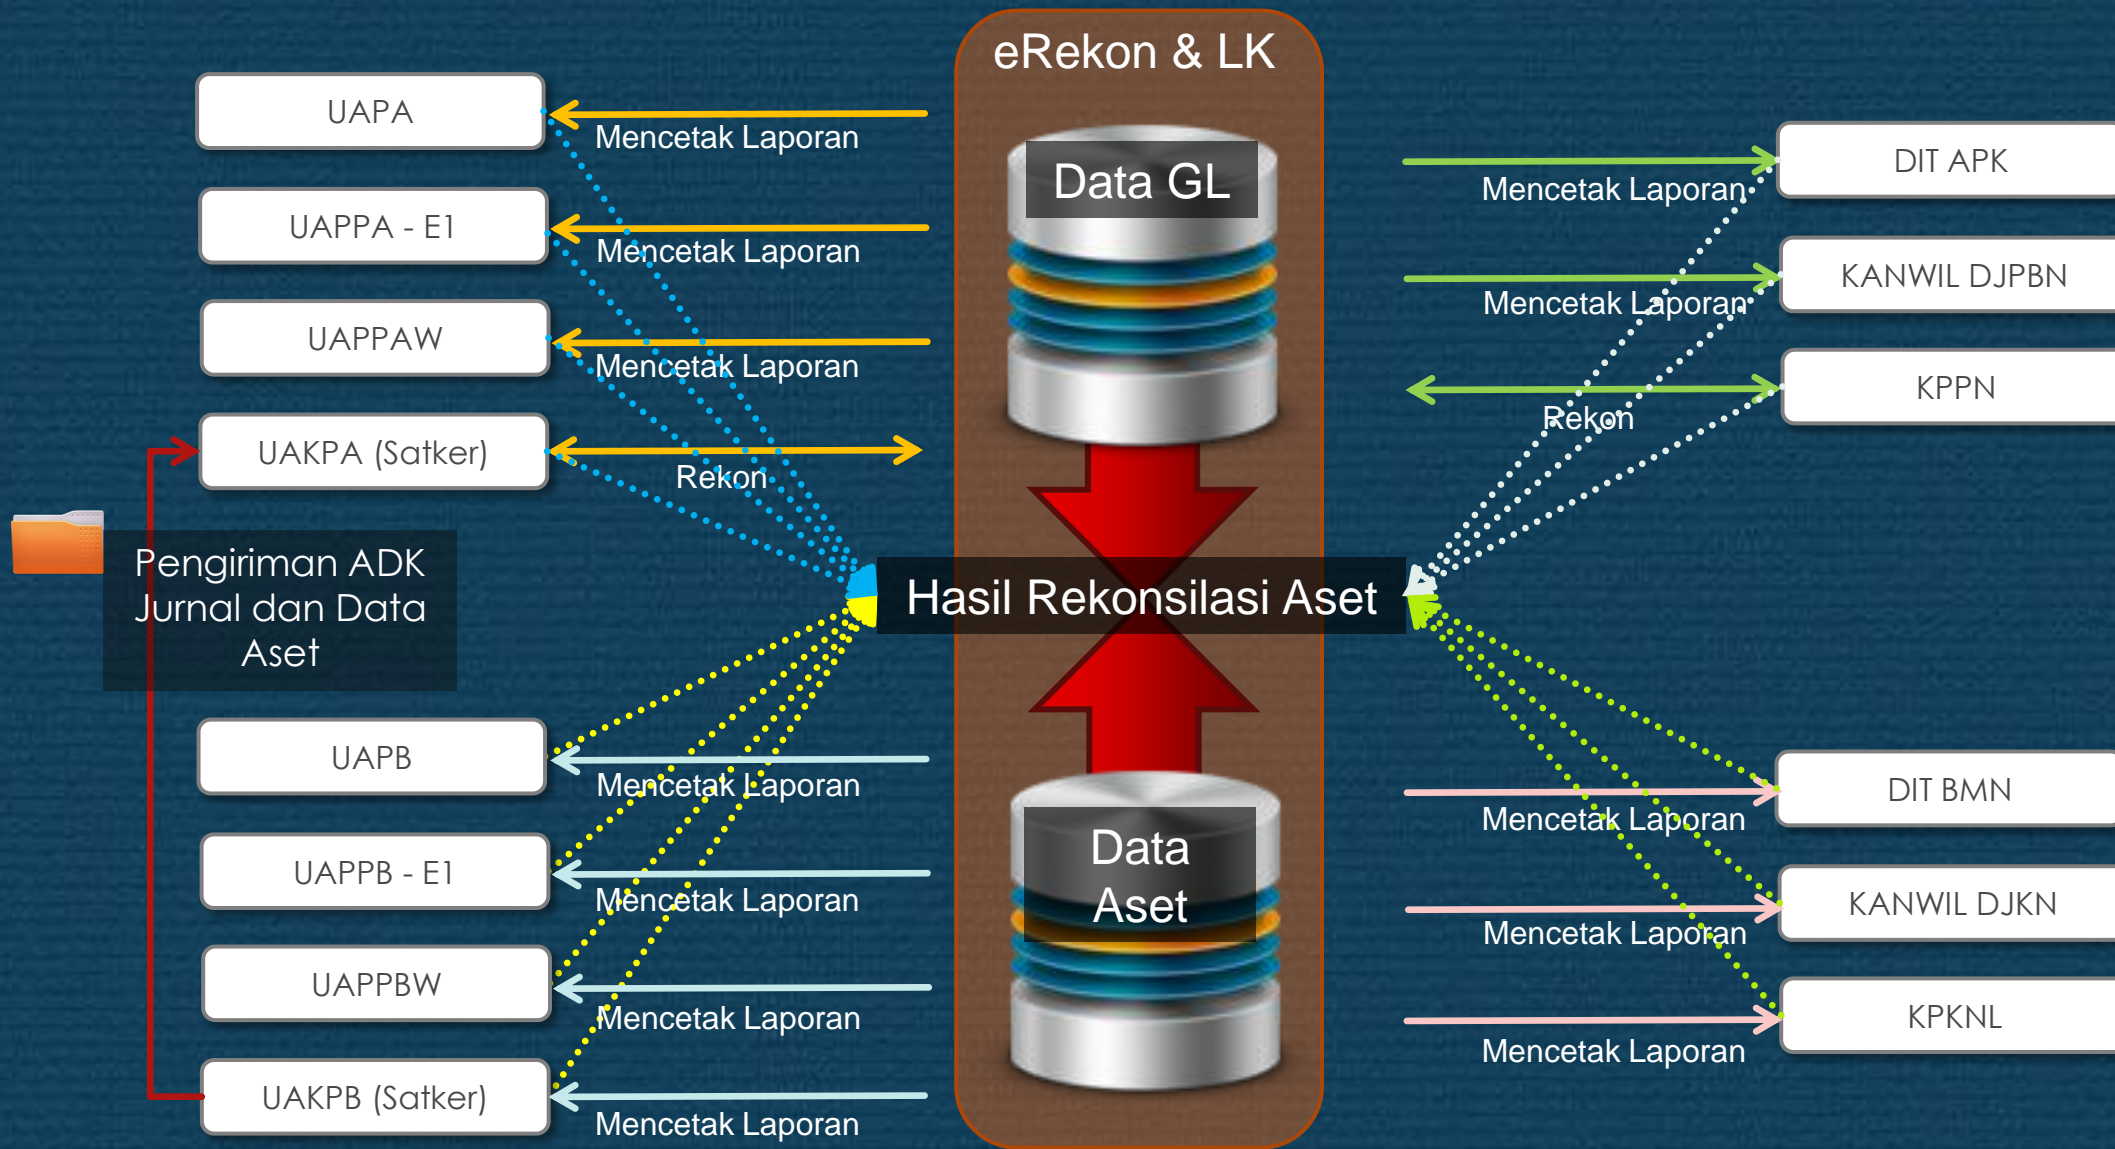 eRekon & LK
UAPA
Mencetak Laporan
UAPPA - E1
Mencetak Laporan
UAPPAW
Mencetak Laporan
UAKPA (Satker)
Rekon
Pengiriman ADK
Jurnal dan Data
Aset
UAPB
Mencetak Laporan
UAPPB - E1
Mencetak Laporan
UAPPBW
Mencetak Laporan
UAKPB (Satker)
Mencetak Laporan
Data GL
Hasil Rekonsilasi Aset
Data
Aset
DIT APK
Mencetak Laporan
KANWIL DJPBN
Mencetak Laporan
KPPN
Rekon
DIT BMN
Mencetak Laporan
KANWIL DJKN
Mencetak Laporan
KPKNL
Mencetak Laporan